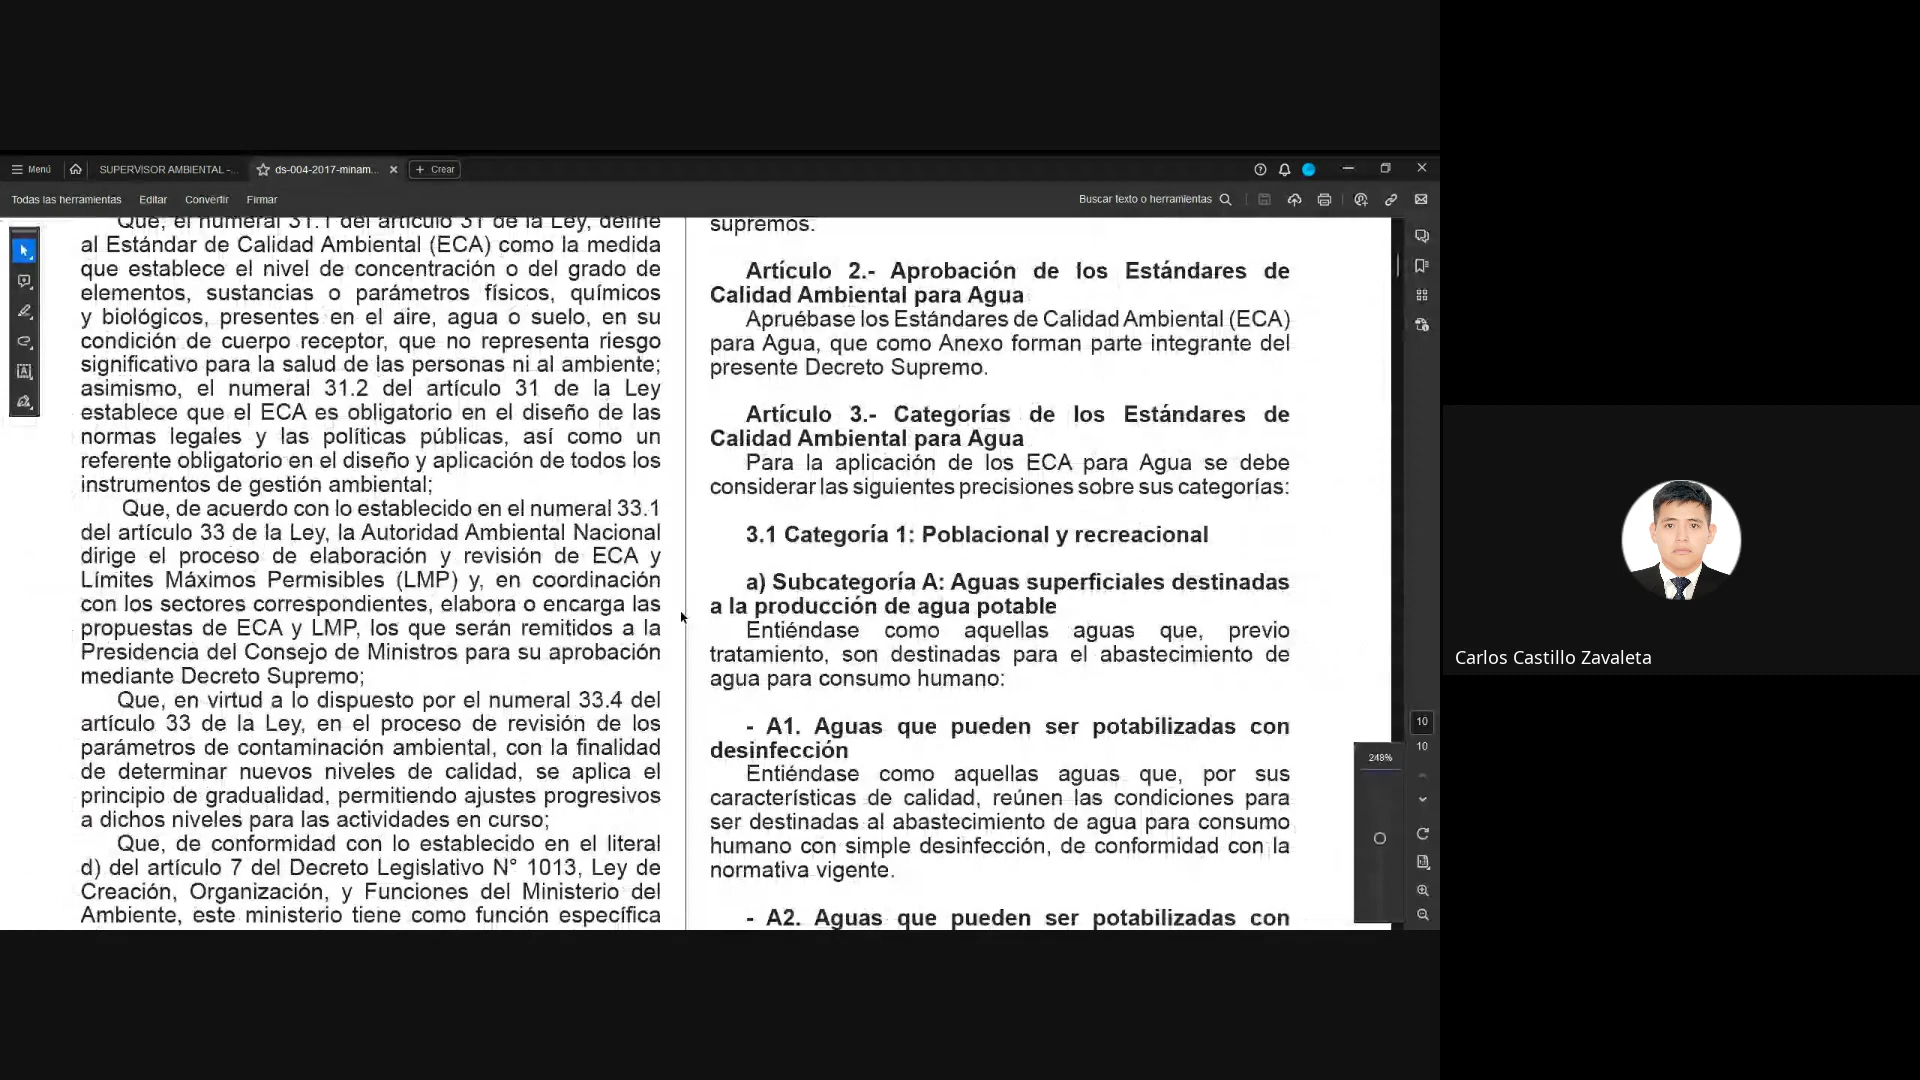 Menú
SUPERVISOR AMBIENTAL -...
ds-004-2017-minam...
Crear
Todas las herramientas
Editar
Convertir
Firmar
Buscar texto o herramientas
Que, el numeral 31.1 del artículo 31 de la Ley, define
al Estándar de Calidad Ambiental (ECA) como la medida
que establece el nivel de concentración o del grado de
elementos, sustancias o parámetros físicos, químicos
y biológicos, presentes en el aire, agua o suelo, en su
condición de cuerpo receptor, que no representa riesgo
significativo para la salud de las personas ni al ambiente;
asimismo, el numeral 31.2 del artículo 31 de la Ley
establece que el ECA es obligatorio en el diseño de las
normas legales y las políticas públicas, así como un
referente obligatorio en el diseño y aplicación de todos los
instrumentos de gestión ambiental;
Que, de acuerdo con lo establecido en el numeral 33.1
del artículo 33 de la Ley, la Autoridad Ambiental Nacional
dirige el proceso de elaboración y revisión de ECA y
Límites Máximos Permisibles (LMP) y, en coordinación
con los sectores correspondientes, elabora o encarga las
propuestas de ECA y LMP, los que serán remitidos a la
Presidencia del Consejo de Ministros para su aprobación
mediante Decreto Supremo;
Que, en virtud a lo dispuesto por el numeral 33.4 del
artículo 33 de la Ley, en el proceso de revisión de los
parámetros de contaminación ambiental, con la finalidad
de determinar nuevos niveles de calidad, se aplica el
principio de gradualidad, permitiendo ajustes progresivos
a dichos niveles para las actividades en curso;
Que, de conformidad con lo establecido en el literal
d) del artículo 7 del Decreto Legislativo N° 1013, Ley de
Creación, Organización, y Funciones del Ministerio del
Ambiente, este ministerio tiene como función específica
supremos.
Artículo 2.- Aprobación de los Estándares de
Calidad Ambiental para Agua
Apruébase los Estándares de Calidad Ambiental (ECA)
para Agua, que como Anexo forman parte integrante del
presente Decreto Supremo.
Artículo 3.- Categorías de los Estándares de
Calidad Ambiental para Agua
Para la aplicación de los ECA para Agua se debe
considerar las siguientes precisiones sobre sus categorías:
3.1 Categoría 1: Poblacional y recreacional
a) Subcategoría A: Aguas superficiales destinadas
a la producción de agua potable
Entiéndase como aquellas aguas que, previo
tratamiento, son destinadas para el abastecimiento de
agua para consumo humano:
- A1. Aguas que pueden ser potabilizadas con
desinfección
Entiéndase como aquellas aguas que, por sus
características de calidad, reúnen las condiciones para
ser destinadas al abastecimiento de agua para consumo
humano con simple desinfección, de conformidad con la
normativa vigente.
- A2. Aguas que pueden ser potabilizadas con
10
10
248%
Carlos Castillo Zavaleta